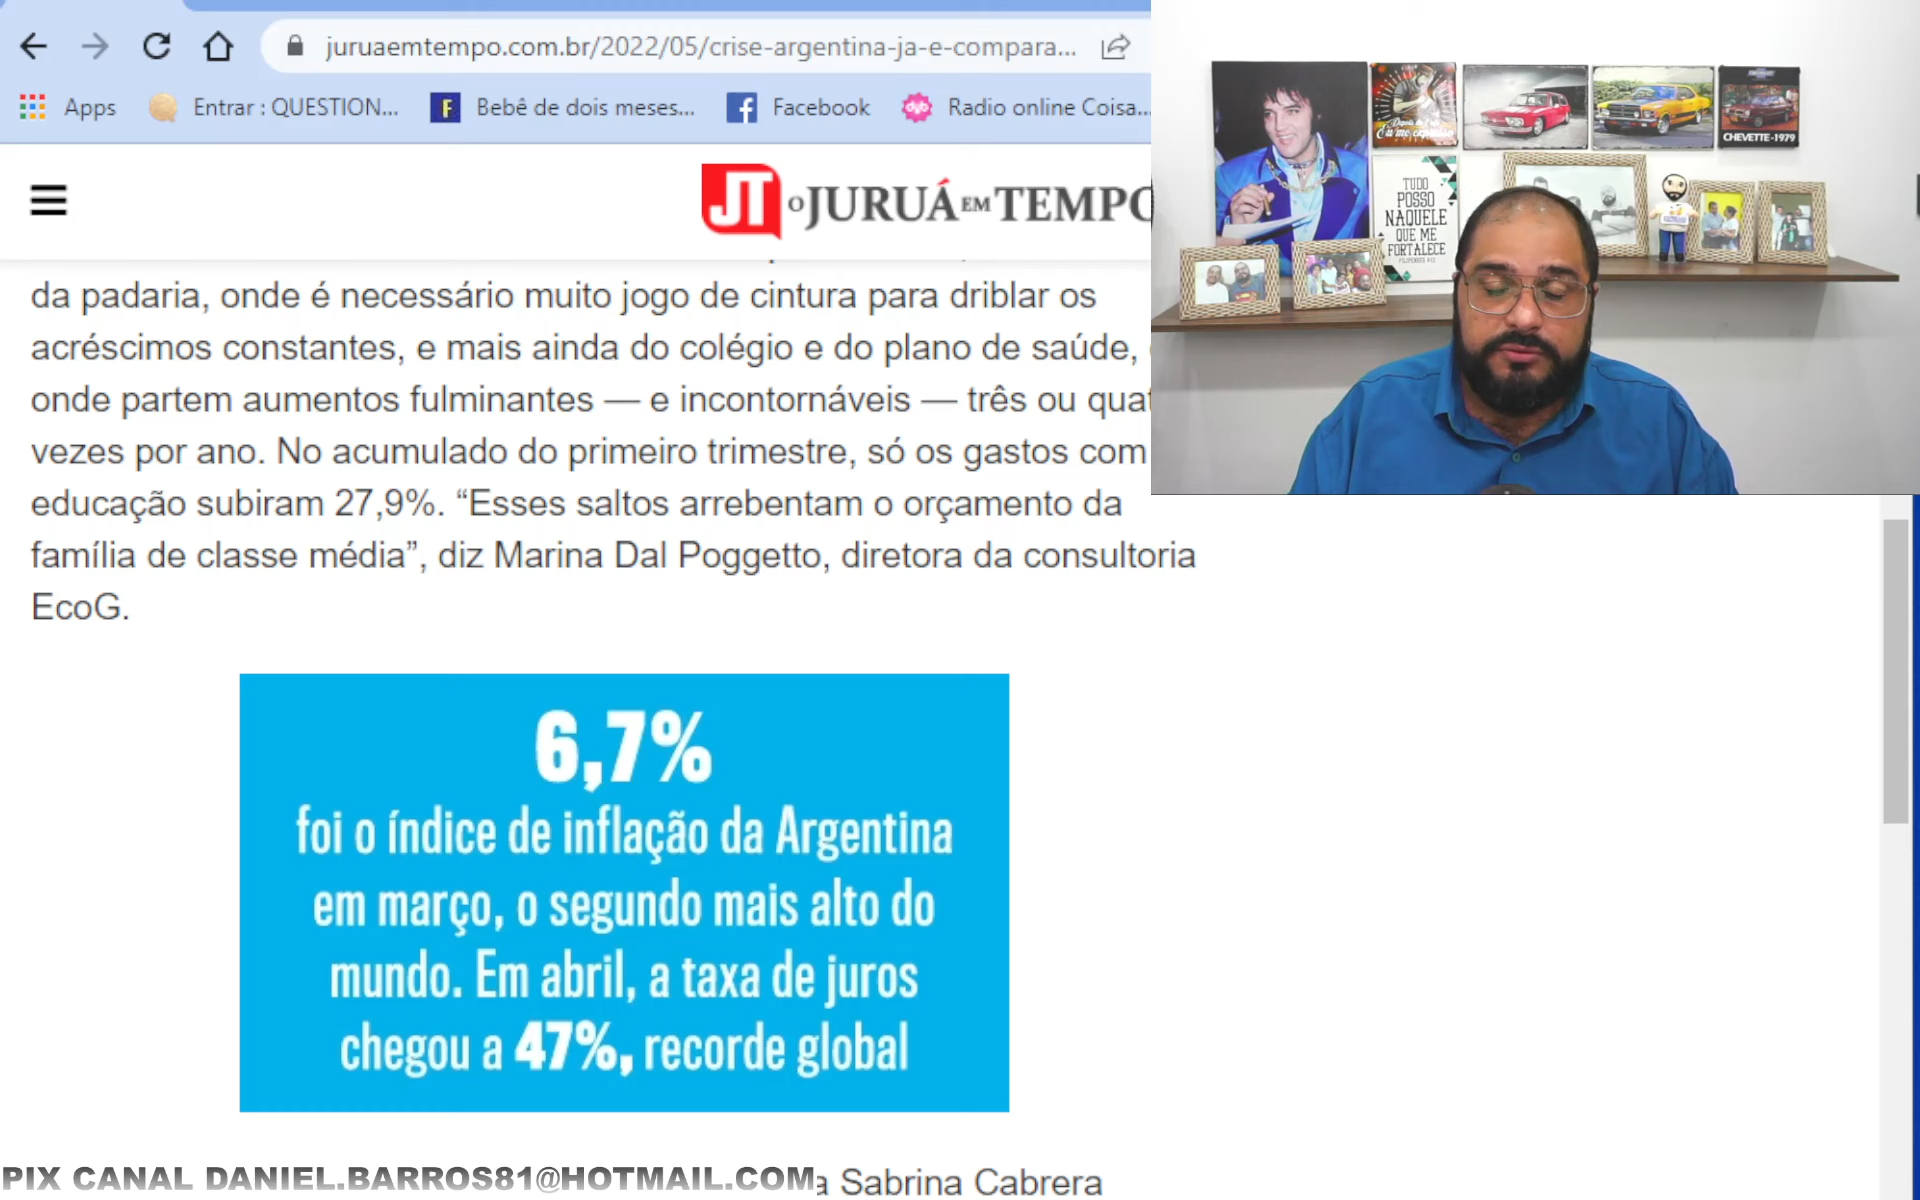 juruaemtempo.com.br/2022/05/crise-argentina-ja-e-compara...
Apps
Entrar : QUESTION...
Bebê de dois meses...
Facebook
Radio online Coisa...
JT O JURUÁ EM TEMPO
da padaria, onde é necessário muito jogo de cintura para driblar os
acréscimos constantes, e mais ainda do colégio e do plano de saúde,
onde partem aumentos fulminantes — e incontornáveis — três ou quat
vezes por ano. No acumulado do primeiro trimestre, só os gastos com
educação subiram 27,9%. “Esses saltos arrebentam o orçamento da
família de classe média”, diz Marina Dal Poggetto, diretora da consultoria
EcoG.
6,7%
foi o índice de inflação da Argentina
em março, o segundo mais alto do
mundo. Em abril, a taxa de juros
chegou a 47%, recorde global
PIX CANAL DANIEL.BARROS81@HOTMAIL.COM
a Sabrina Cabrera
CHEVETTE-1979
TUDO
POSSO
NAQUELE
QUE ME
FORTALECE